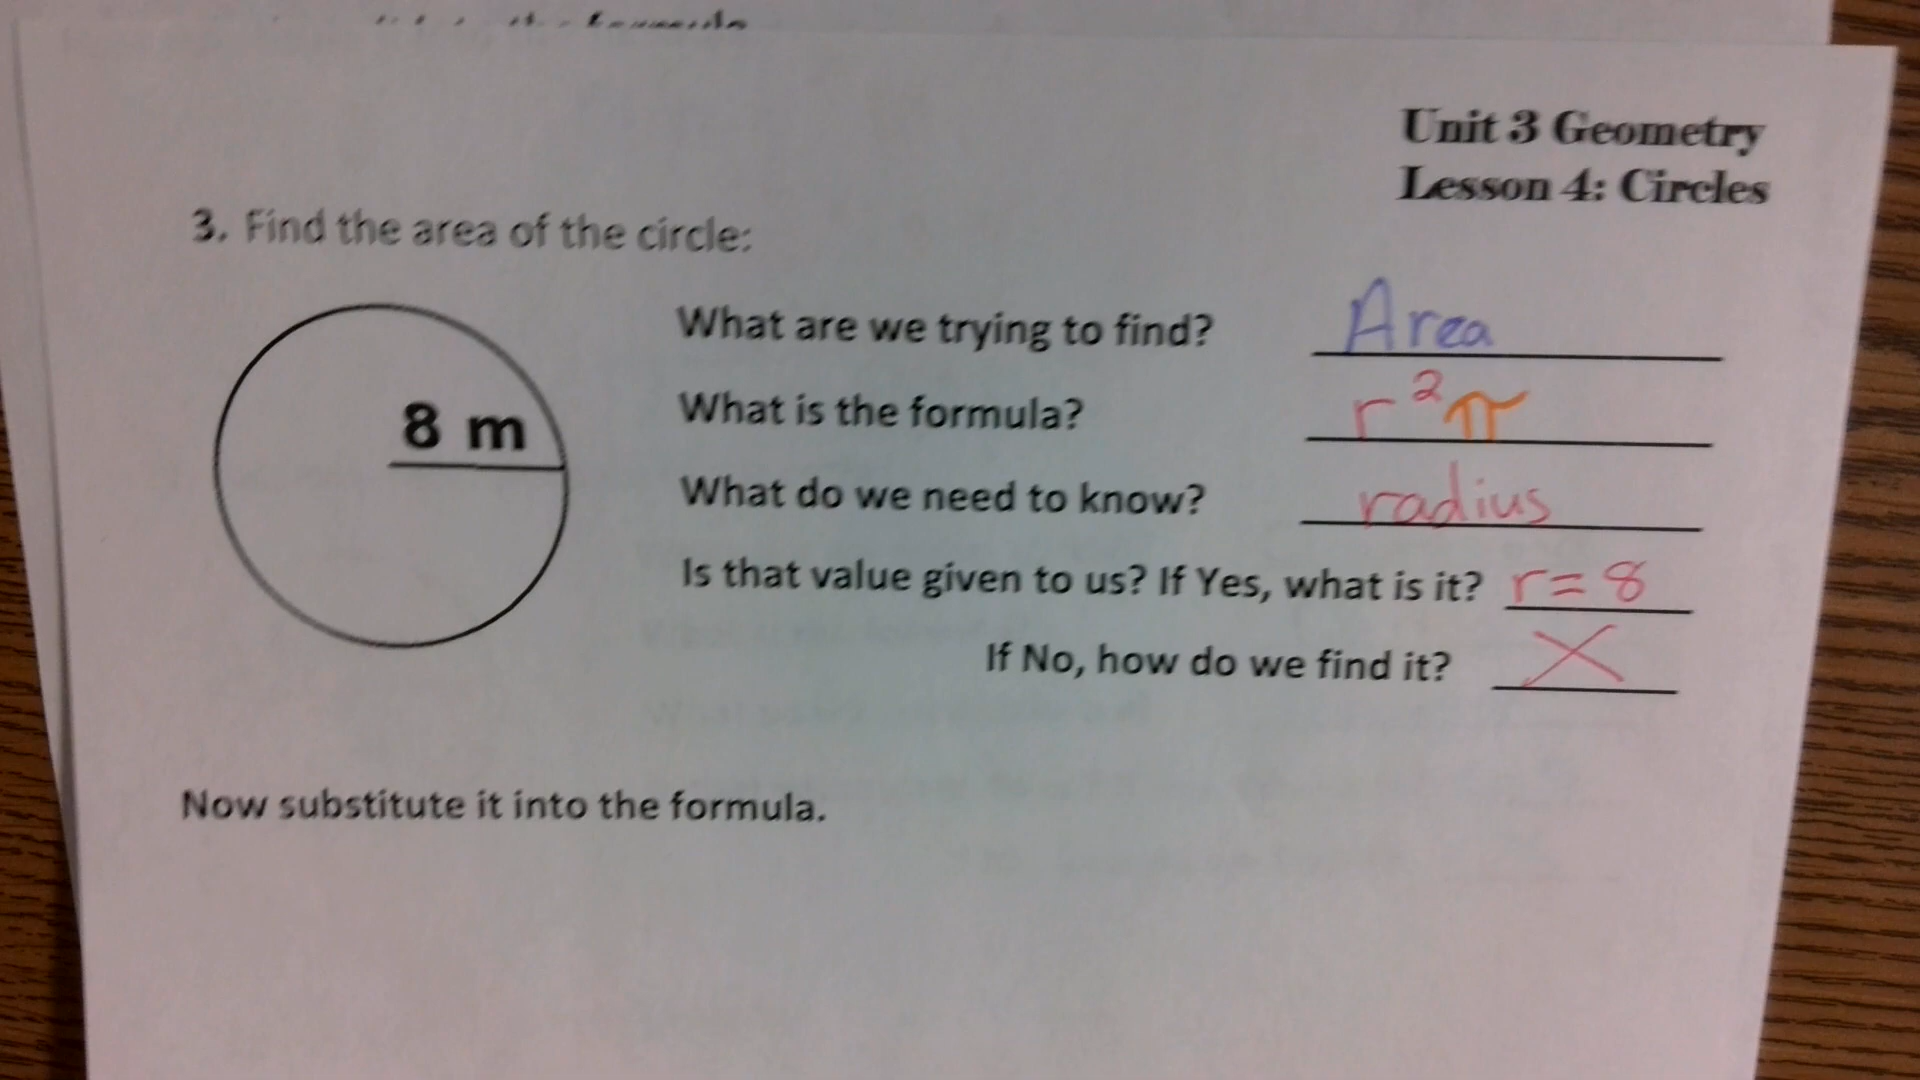 Unit 3 Geometry
Lesson 4: Circles
3. Find the area of the circle:
8 m
What are we trying to find? Area
What is the formula? r²π
What do we need to know? radius
Is that value given to us? If Yes, what is it? r = 8
If No, how do we find it? X
Now substitute it into the formula.